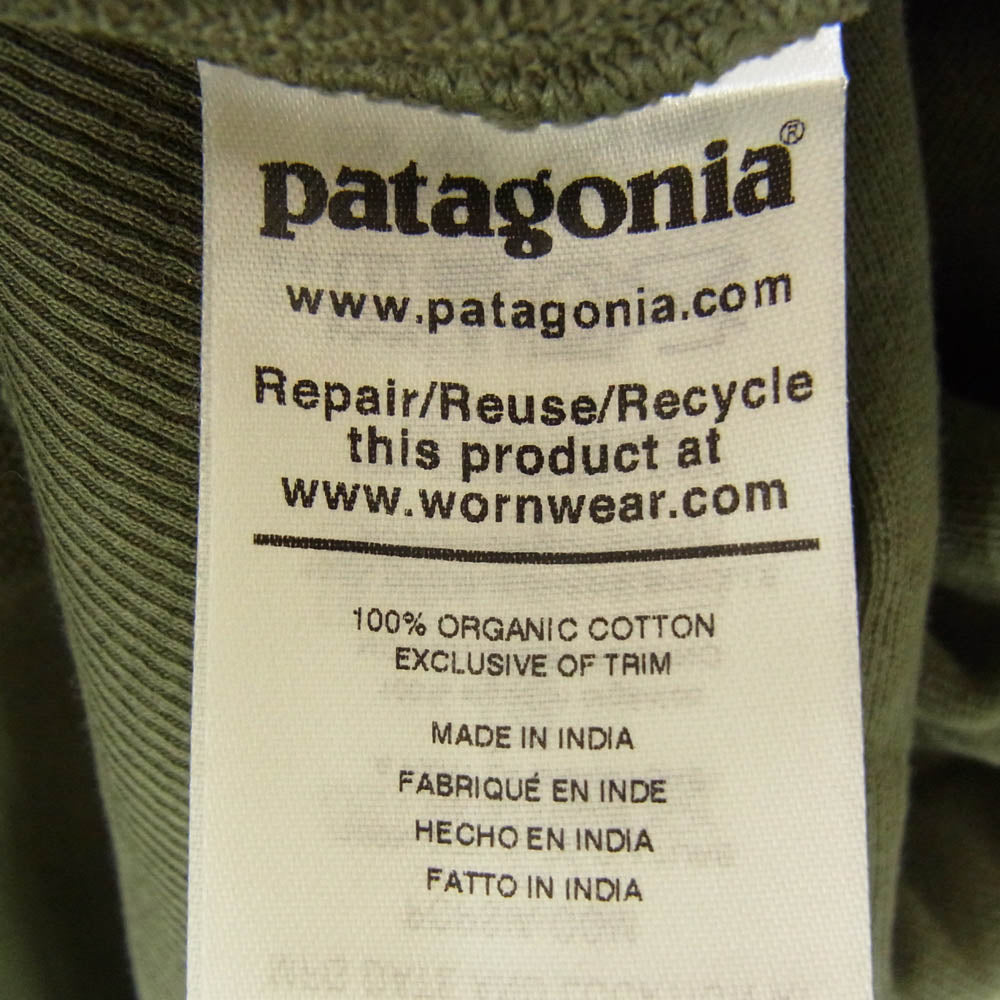 patagonia®
www.patagonia.com
Repair/Reuse/Recycle
this product at
www.wornwear.com
100% ORGANIC COTTON
EXCLUSIVE OF TRIM
MADE IN INDIA
FABRIQUÉ EN INDE
HECHO EN INDIA
FATTO IN INDIA